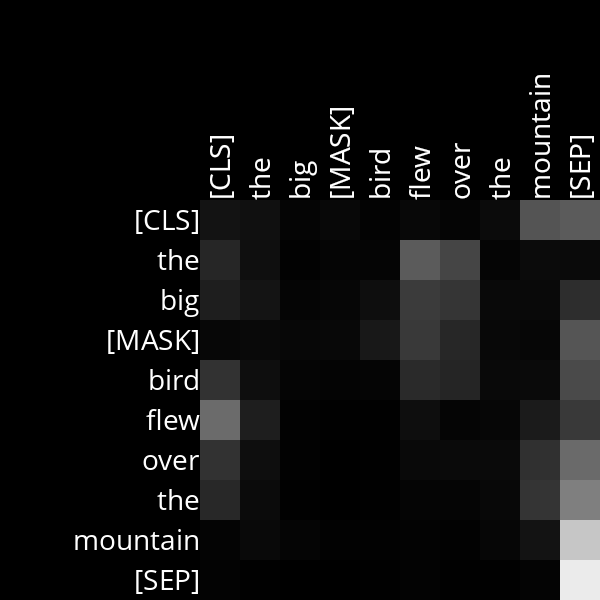 [CLS]
the
big
[MASK]
bird
flew
over
the
mountain
[SEP]
[CLS]
the
big
[MASK]
bird
flew
over
the
mountain
[SEP]